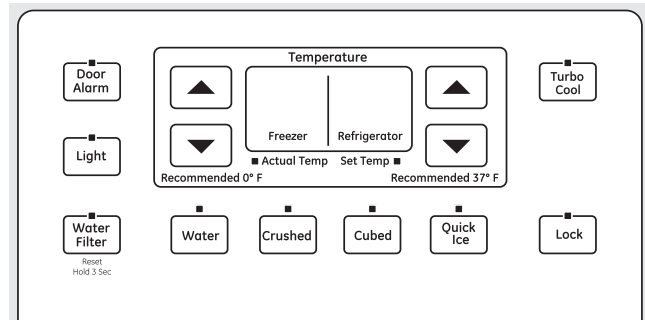 Temperature
Door
Alarm
Turbo
Cool
Freezer
Refrigerator
Light
Actual Temp
Set Temp
Recommended 0° F
Recommended 37° F
Water
Filter
Water
Crushed
Cubed
Quick
Ice
Lock
Reset
Hold 3 Sec